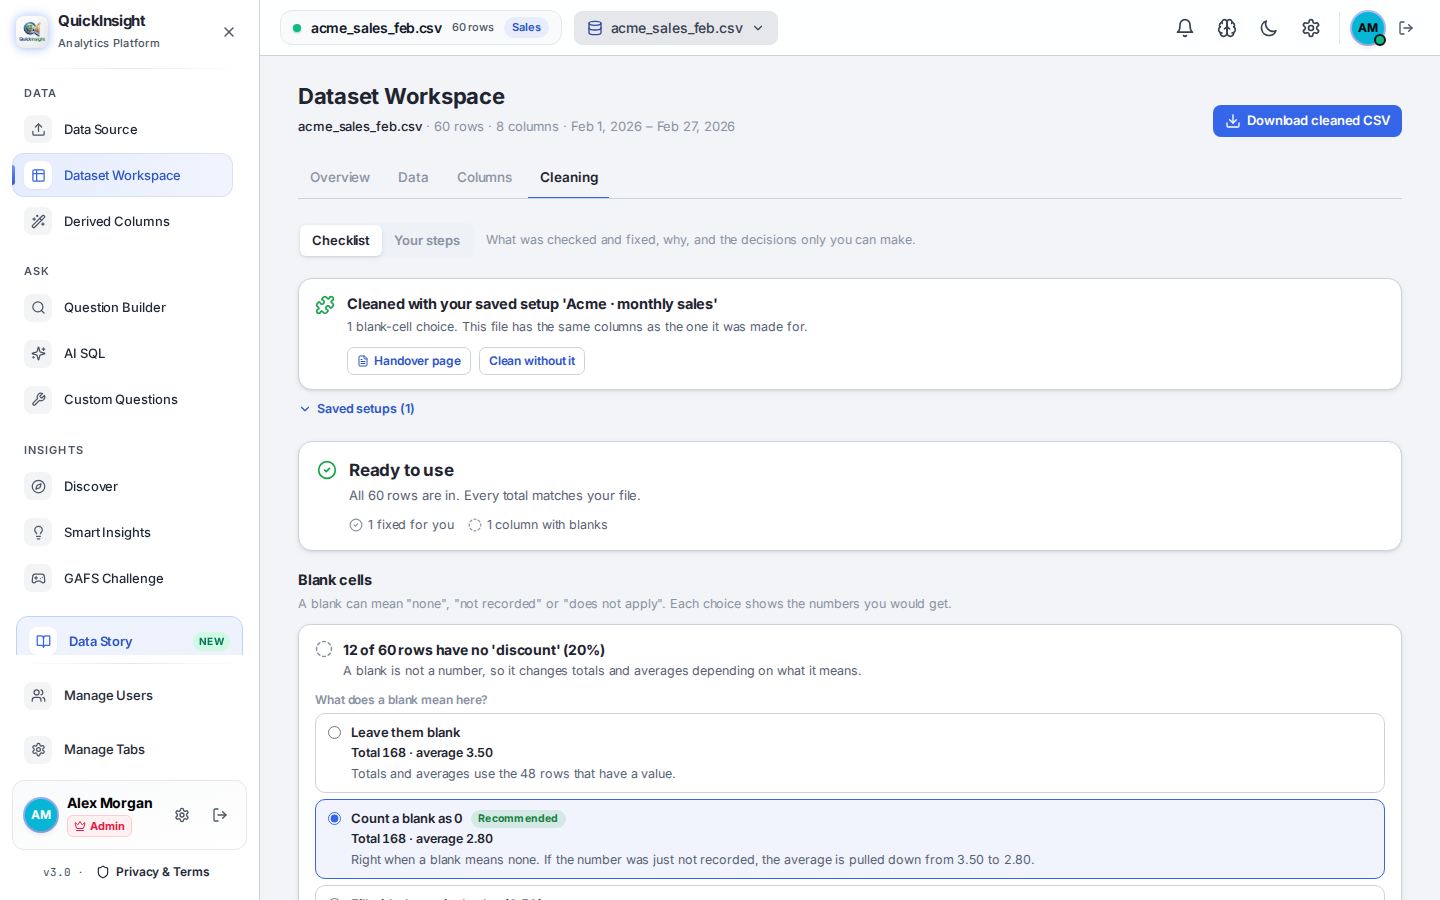 QuickInsight
Analytics Platform
DATA
Data Source
Dataset Workspace
Derived Columns
ASK
Question Builder
AI SQL
Custom Questions
INSIGHTS
Discover
Smart Insights
GAFS Challenge
Data Story NEW
Manage Users
Manage Tabs
AM Alex Morgan
Admin
v3.0 · Privacy & Terms
acme_sales_feb.csv 60 rows Sales acme_sales_feb.csv AM
Dataset Workspace
acme_sales_feb.csv · 60 rows · 8 columns · Feb 1, 2026 – Feb 27, 2026
Download cleaned CSV
Overview Data Columns Cleaning
Checklist Your steps What was checked and fixed, why, and the decisions only you can make.
Cleaned with your saved setup 'Acme · monthly sales'
1 blank-cell choice. This file has the same columns as the one it was made for.
Handover page Clean without it
Saved setups (1)
Ready to use
All 60 rows are in. Every total matches your file.
1 fixed for you 1 column with blanks
Blank cells
A blank can mean "none", "not recorded" or "does not apply". Each choice shows the numbers you would get.
12 of 60 rows have no 'discount' (20%)
A blank is not a number, so it changes totals and averages depending on what it means.
What does a blank mean here?
Leave them blank
Total 168 · average 3.50
Totals and averages use the 48 rows that have a value.
Count a blank as 0 Recommended
Total 168 · average 2.80
Right when a blank means none. If the number was just not recorded, the average is pulled down from 3.50 to 2.80.